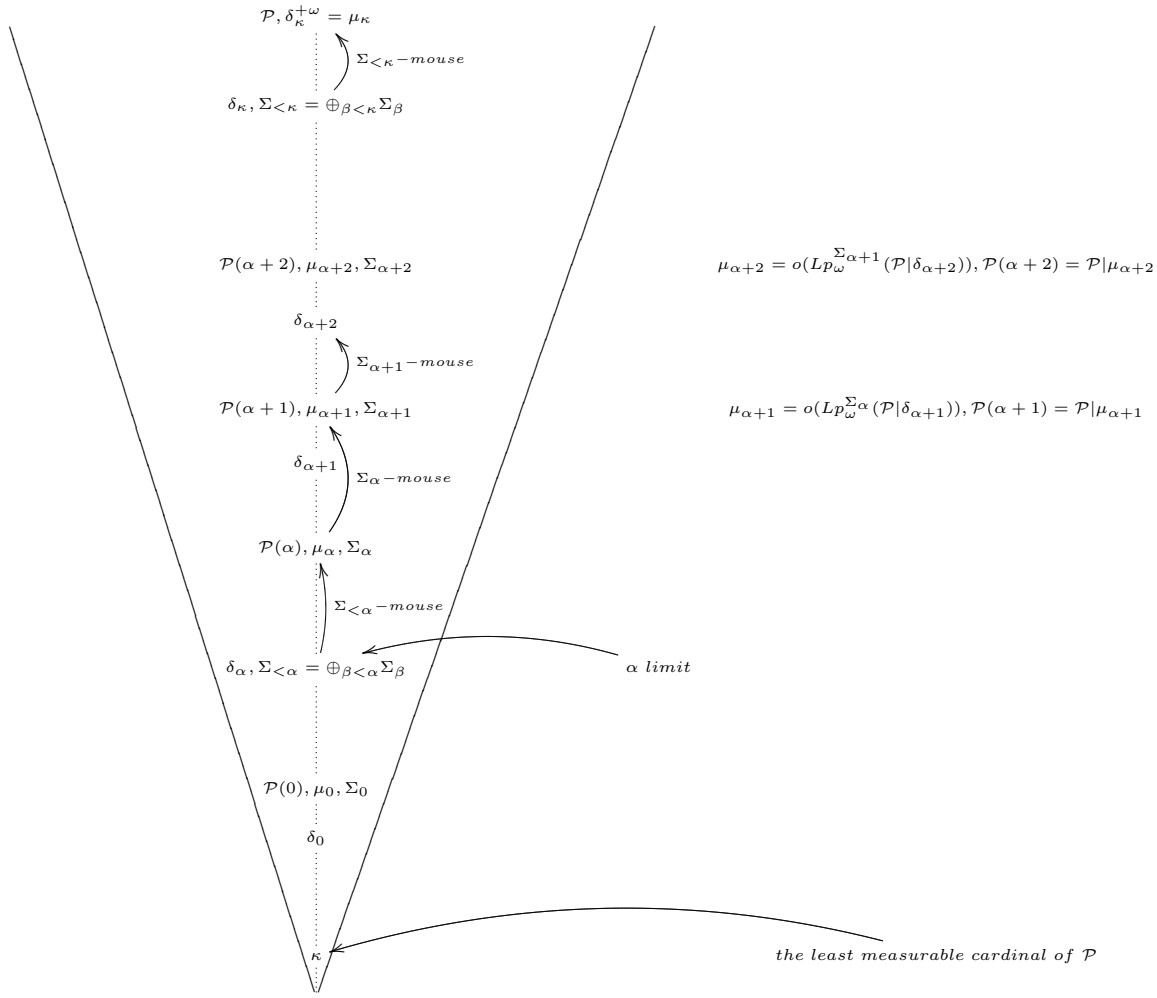 𝒫, δ_κ^{+ω} = μ_κ
Σ_{<κ}−mouse
δ_κ, Σ_{<κ} = ⊕_{β<κ}Σ_β
𝒫(α + 2), μ_{α+2}, Σ_{α+2}
μ_{α+2} = o(Lp_ω^{Σ_{α+1}}(𝒫|δ_{α+2})), 𝒫(α + 2) = 𝒫|μ_{α+2}
δ_{α+2}
Σ_{α+1}−mouse
𝒫(α + 1), μ_{α+1}, Σ_{α+1}
μ_{α+1} = o(Lp_ω^{Σ_α}(𝒫|δ_{α+1})), 𝒫(α + 1) = 𝒫|μ_{α+1}
δ_{α+1}
Σ_α−mouse
𝒫(α), μ_α, Σ_α
Σ_{<α}−mouse
δ_α, Σ_{<α} = ⊕_{β<α}Σ_β
α limit
𝒫(0), μ_0, Σ_0
δ_0
κ
the least measurable cardinal of 𝒫